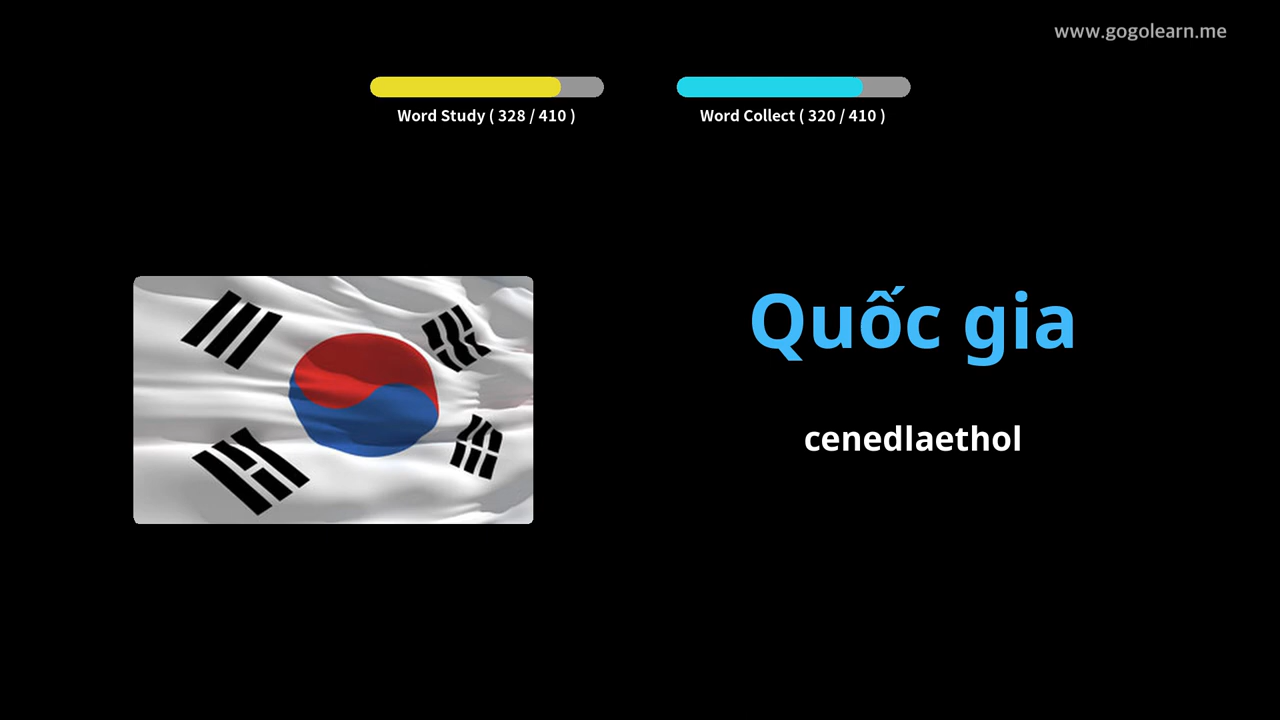 www.gogolearn.me
Word Study ( 328 / 410 )
Word Collect ( 320 / 410 )
Quốc gia
cenedlaethol